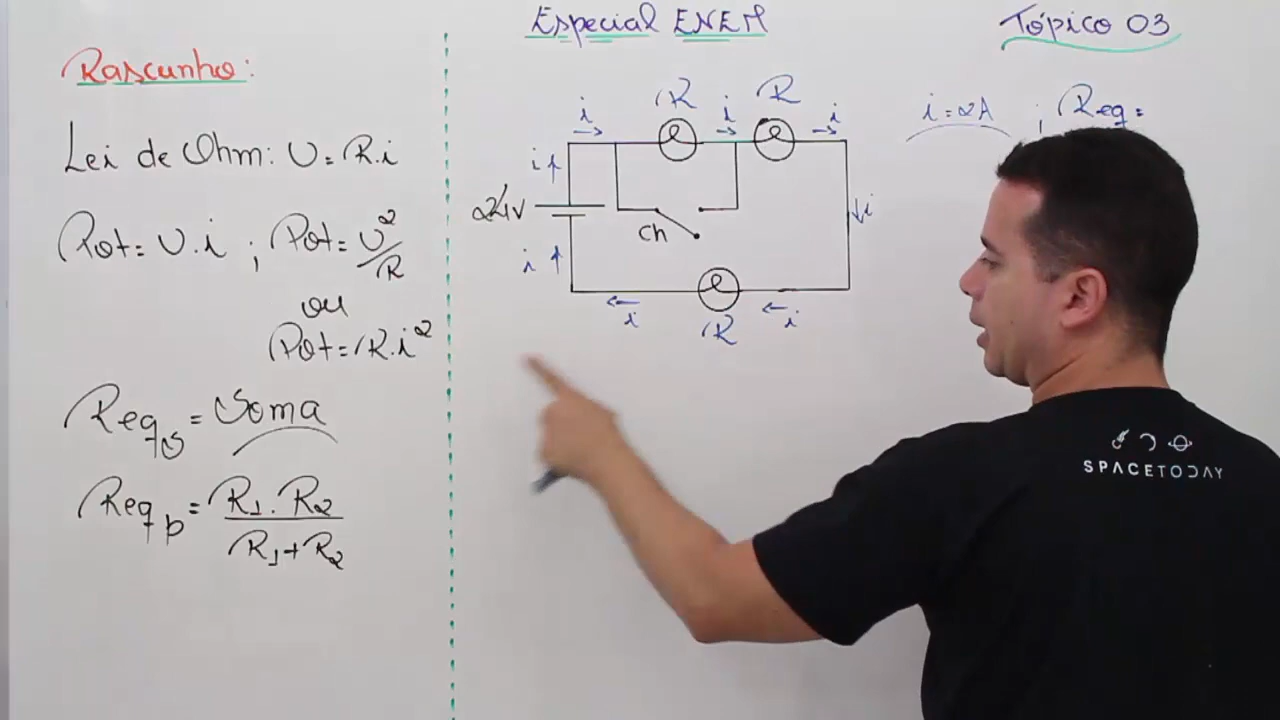 Especial ENEM
Tópico 03
Rascunho:
Lei de Ohm: U = R.i
Pot = U.i ; Pot = U²/R
ou
Pot = R.i²
Req_S = Soma
Req_p = R₁.R₂
R₁+R₂
i R i R i
i
24V
Ch
i
i
i
i
R
i = 2A ; Req =
SPACETODAY